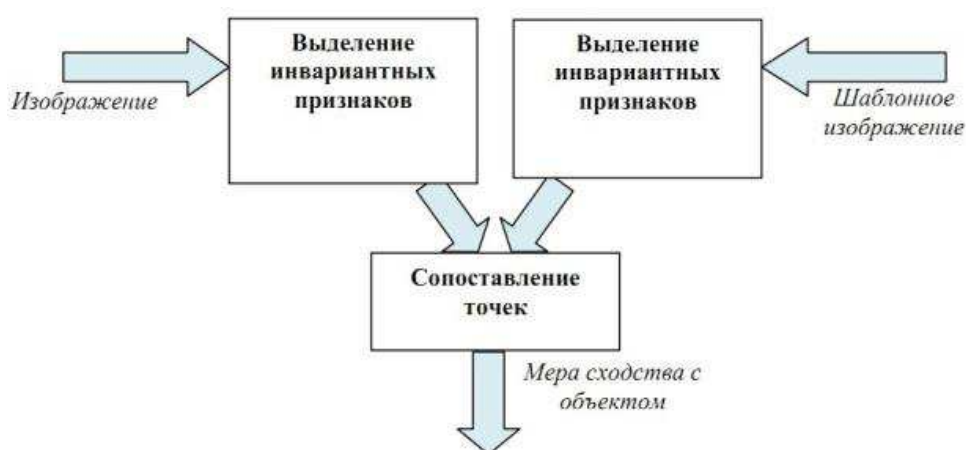 Выделение
инвариантных
признаков
Выделение
инвариантных
признаков
Изображение
Шаблонное
изображение
Сопоставление
точек
Мера сходства с
объектом